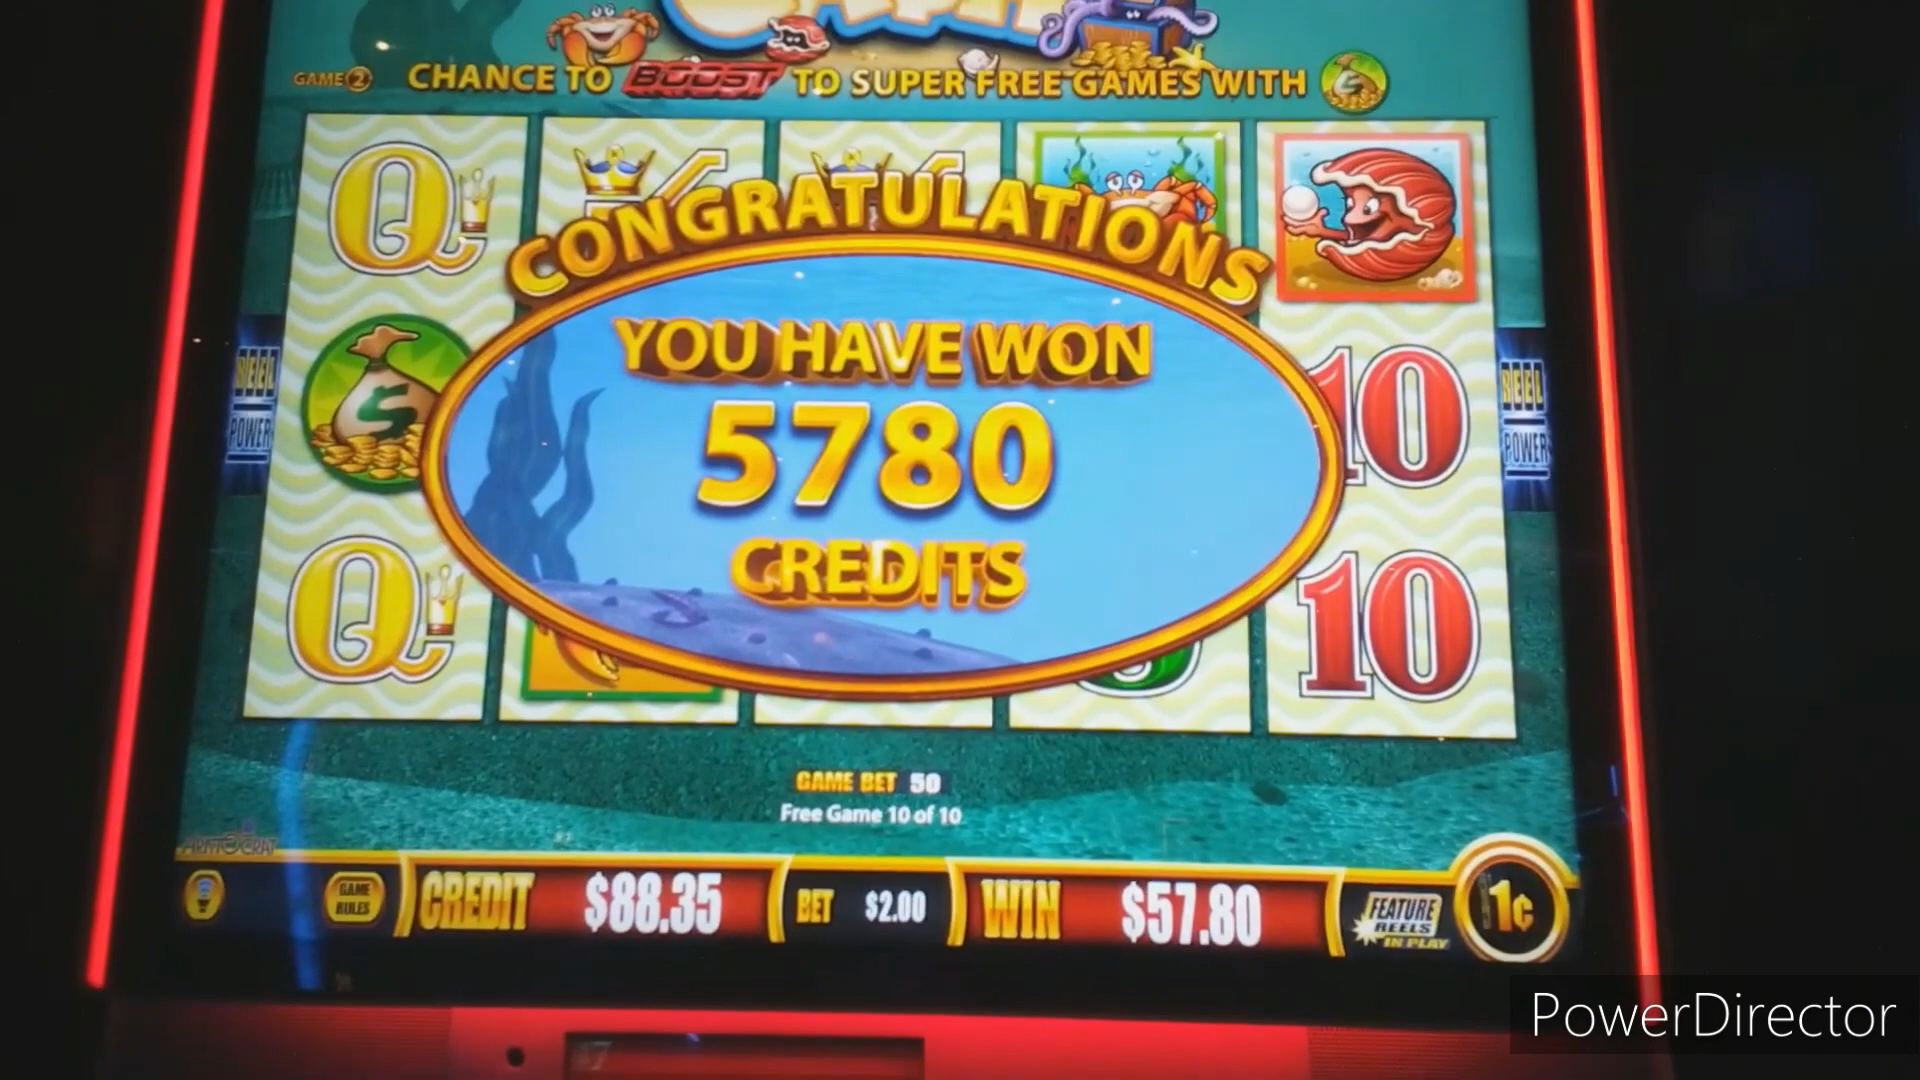 GAME 2 CHANCE TO BOOST TO SUPER FREE GAMES WITH $
Q
CONGRATULATIONS
YOU HAVE WON
5780
CREDITS
$
10
REEL POWER
REEL POWER
Q
10
GAME BET 50
Free Game 10 of 10
ARISTOCRAT
GAME RULES
CREDIT $88.35 BET $2.00 WIN $57.80
FEATURE REELS IN PLAY
1¢
PowerDirector